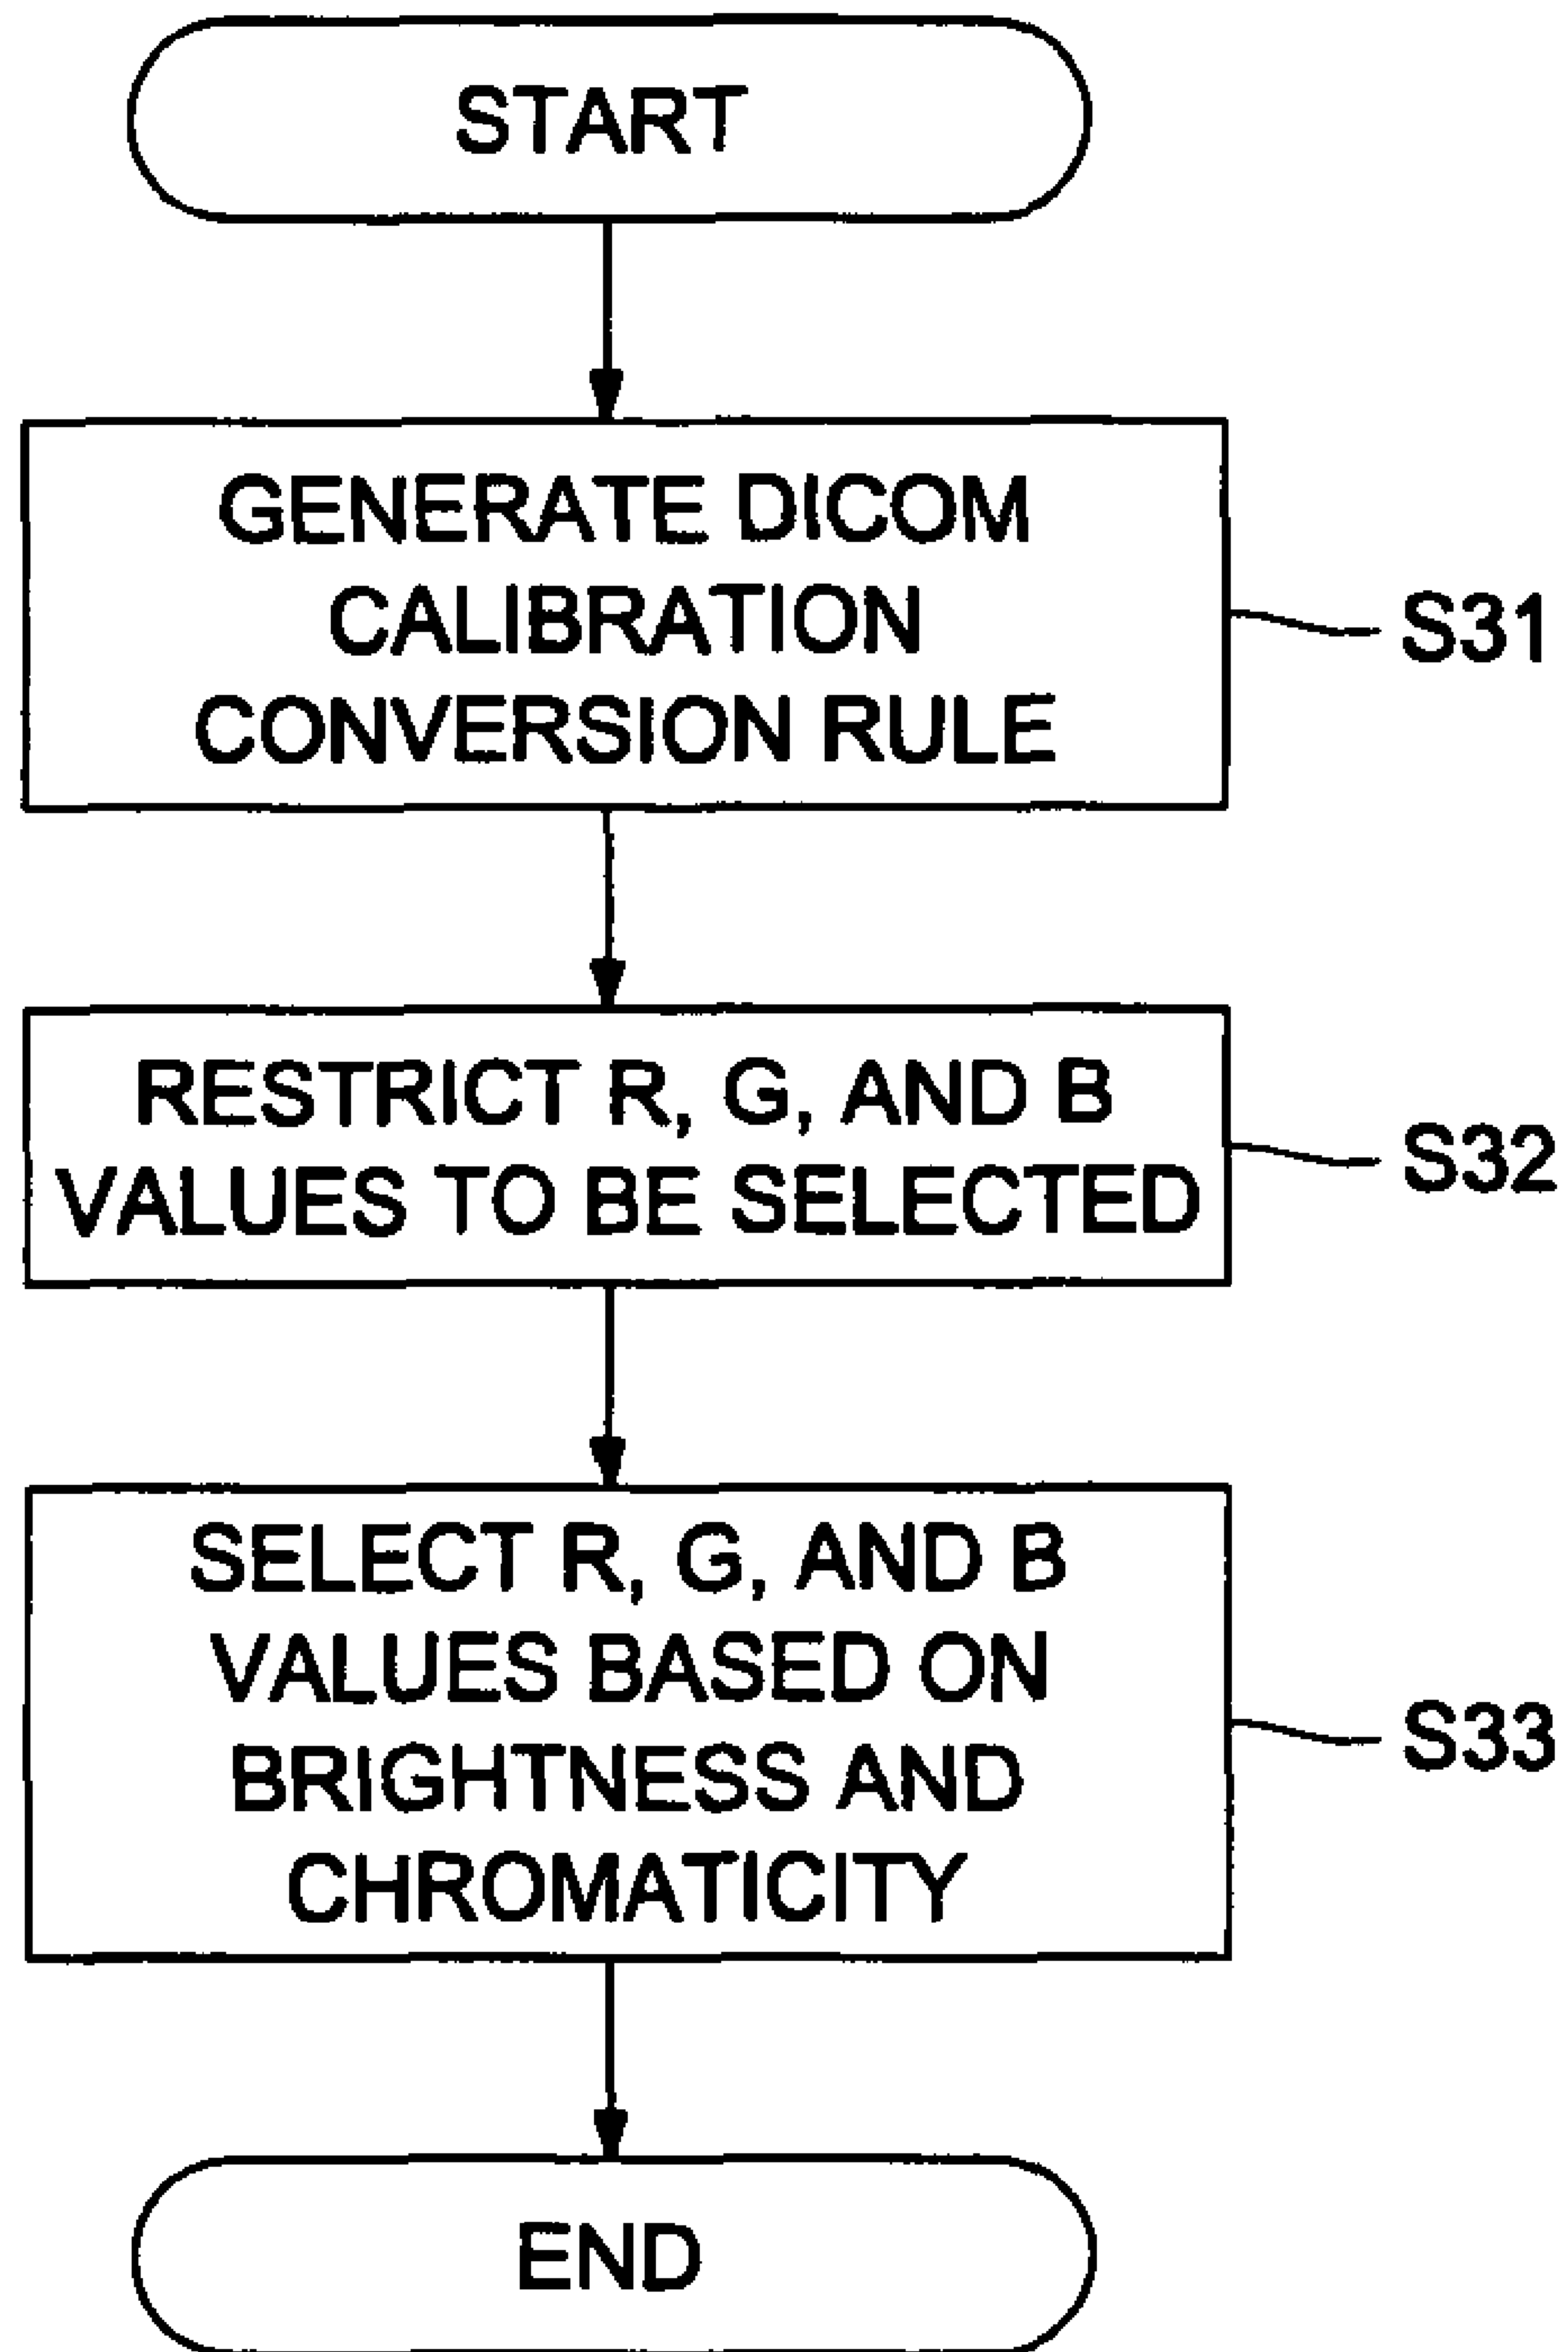 START
GENERATE DICOM
CALIBRATION
CONVERSION RULE
S31
RESTRICT R, G, AND B
VALUES TO BE SELECTED
S32
SELECT R, G, AND B
VALUES BASED ON
BRIGHTNESS AND
CHROMATICITY
S33
END